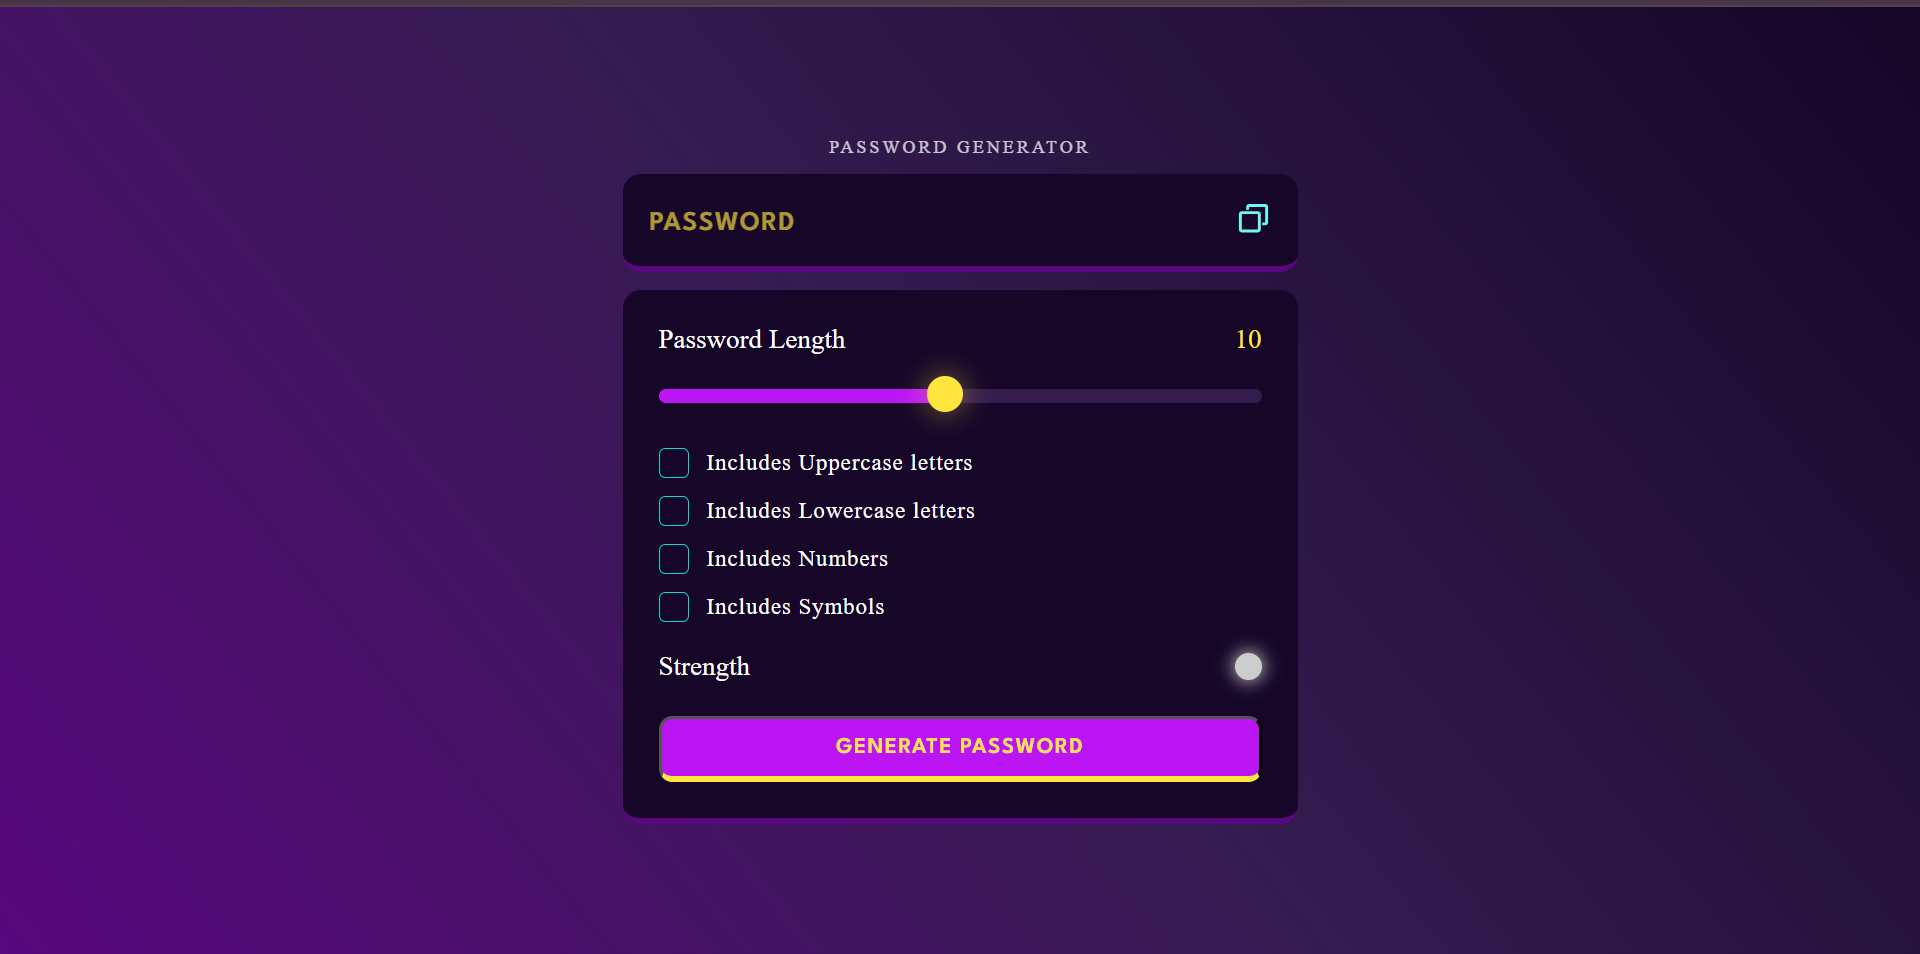 PASSWORD GENERATOR
PASSWORD
Password Length 10
Includes Uppercase letters
Includes Lowercase letters
Includes Numbers
Includes Symbols
Strength
GENERATE PASSWORD